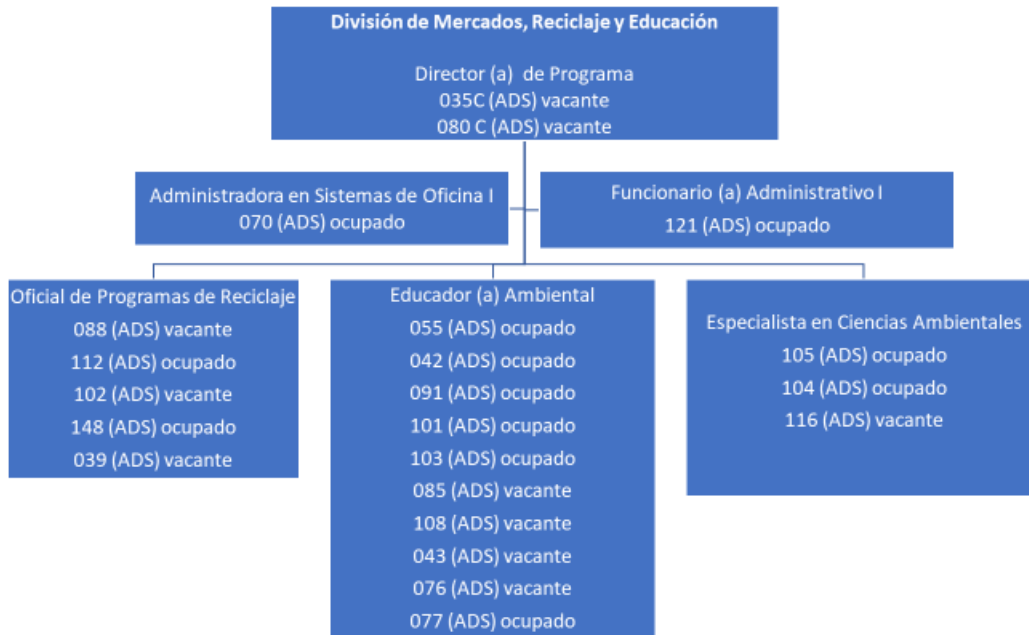 División de Mercados, Reciclaje y Educación
Director (a) de Programa
035C (ADS) vacante
080 C (ADS) vacante
Administradora en Sistemas de Oficina I
070 (ADS) ocupado
Funcionario (a) Administrativo I
121 (ADS) ocupado
Oficial de Programas de Reciclaje
088 (ADS) vacante
112 (ADS) ocupado
102 (ADS) vacante
148 (ADS) ocupado
039 (ADS) vacante
Educador (a) Ambiental
055 (ADS) ocupado
042 (ADS) ocupado
091 (ADS) ocupado
101 (ADS) ocupado
103 (ADS) ocupado
085 (ADS) vacante
108 (ADS) vacante
043 (ADS) vacante
076 (ADS) vacante
077 (ADS) ocupado
Especialista en Ciencias Ambientales
105 (ADS) ocupado
104 (ADS) ocupado
116 (ADS) vacante